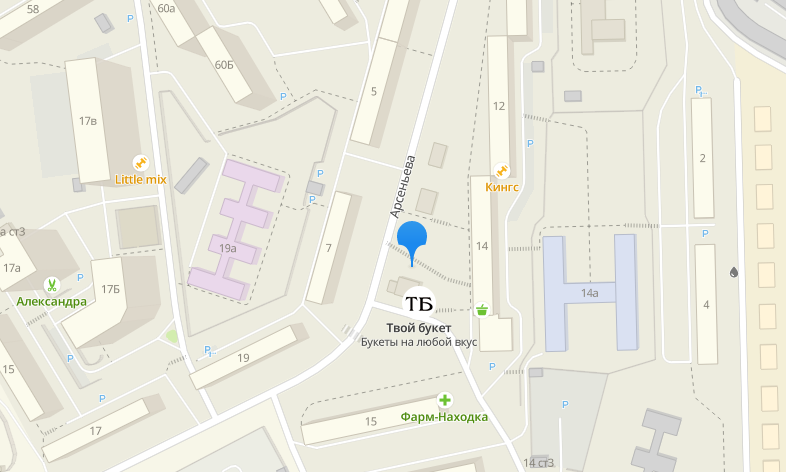 58
60а
60Б
P
5
P
12
P
P
17в
P
2
Little mix
P
Кингс
P
Арсеньева
а ст3
19а
7
14
P
17а
P
17Б
14а
Александра
4
ТБ
Твой букет
Букеты на любой вкус
P
P
19
P
15
P
Фарм-Находка
P
15
17
14 ст3